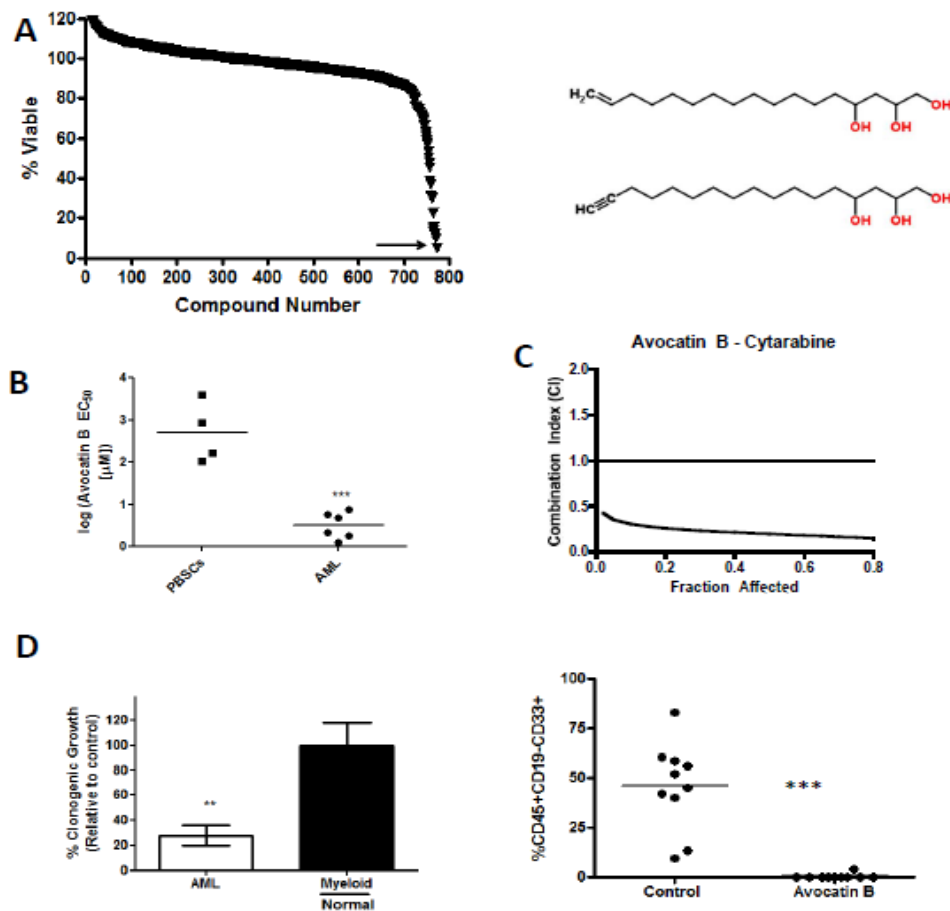 A
120
100
80
60
40
20
0
% Viable
0 100 200 300 400 500 600 700 800
Compound Number
H₂C
OH OH OH
HC
OH OH OH
B
4
3
2
1
0
log (Avocatin B EC₅₀
[µM])
***
PBSCs
AML
C
Avocatin B - Cytarabine
2.0
1.5
1.0
0.5
0.0
Combination Index (CI)
0.0 0.2 0.4 0.6 0.8
Fraction Affected
D
120
100
80
60
40
20
0
% Clonogenic Growth
(Relative to control)
**
AML
Myeloid
Normal
100
75
50
25
0
%CD45+CD19-CD33+
***
Control Avocatin B